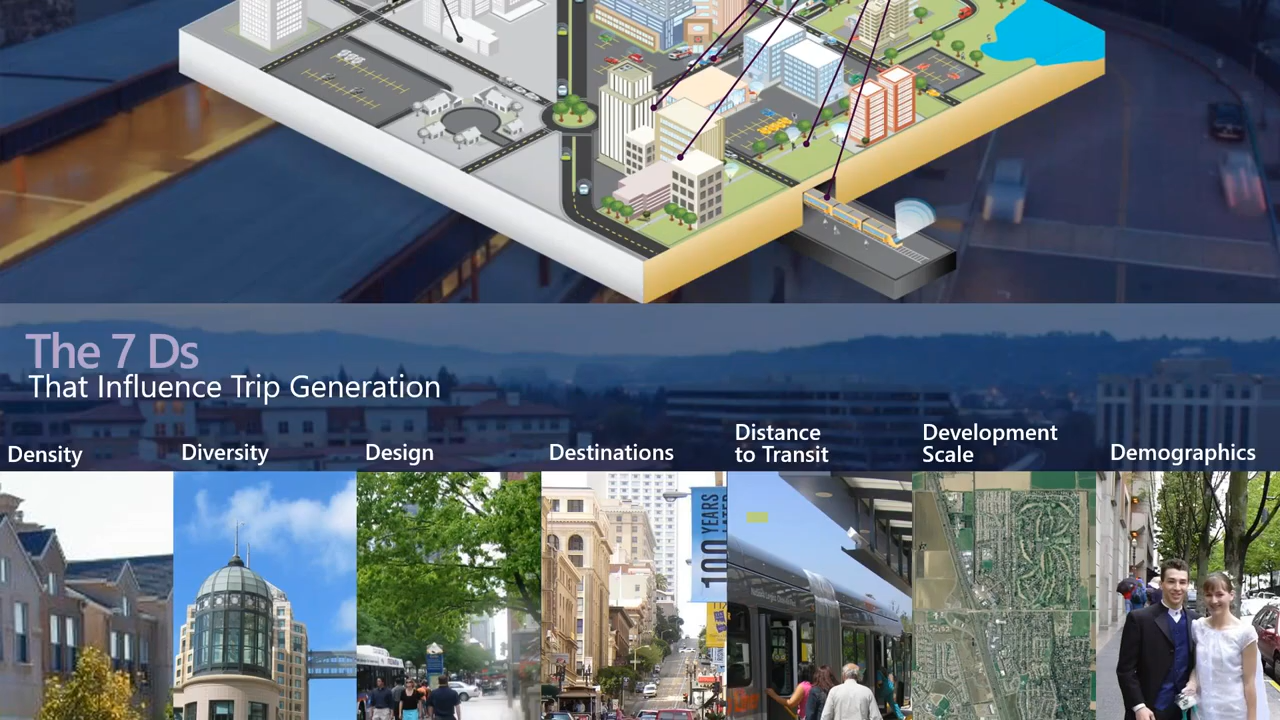 The 7 Ds
That Influence Trip Generation
Density
Diversity
Design
Destinations
Distance
to Transit
Development
Scale
Demographics
100 YEARS